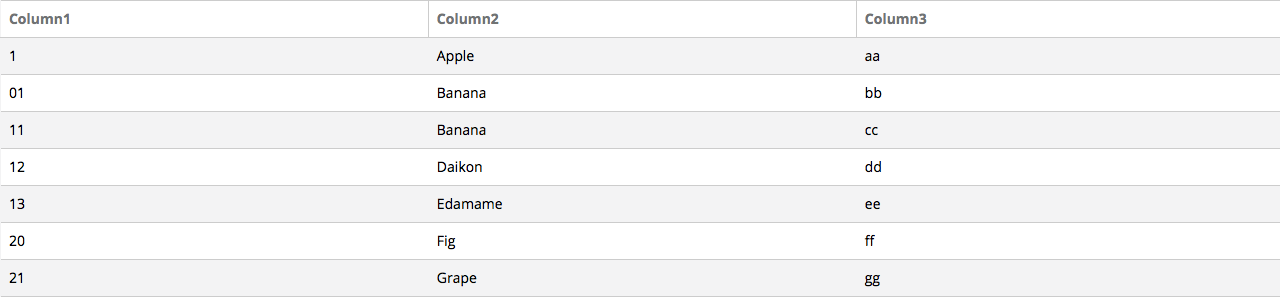 Column1 Column2 Column3
1 Apple aa
01 Banana bb
11 Banana cc
12 Daikon dd
13 Edamame ee
20 Fig ff
21 Grape gg